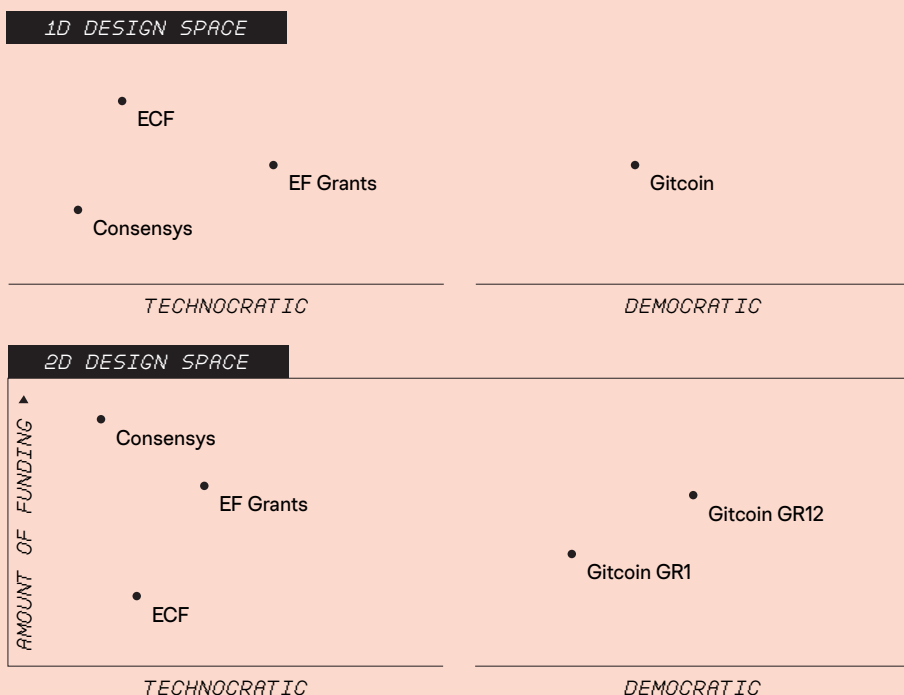 1D DESIGN SPACE
ECF
EF Grants
Gitcoin
Consensys
TECHNOCRATIC
DEMOCRATIC
2D DESIGN SPACE
AMOUNT OF FUNDING
Consensys
EF Grants
Gitcoin GR12
Gitcoin GR1
ECF
TECHNOCRATIC
DEMOCRATIC